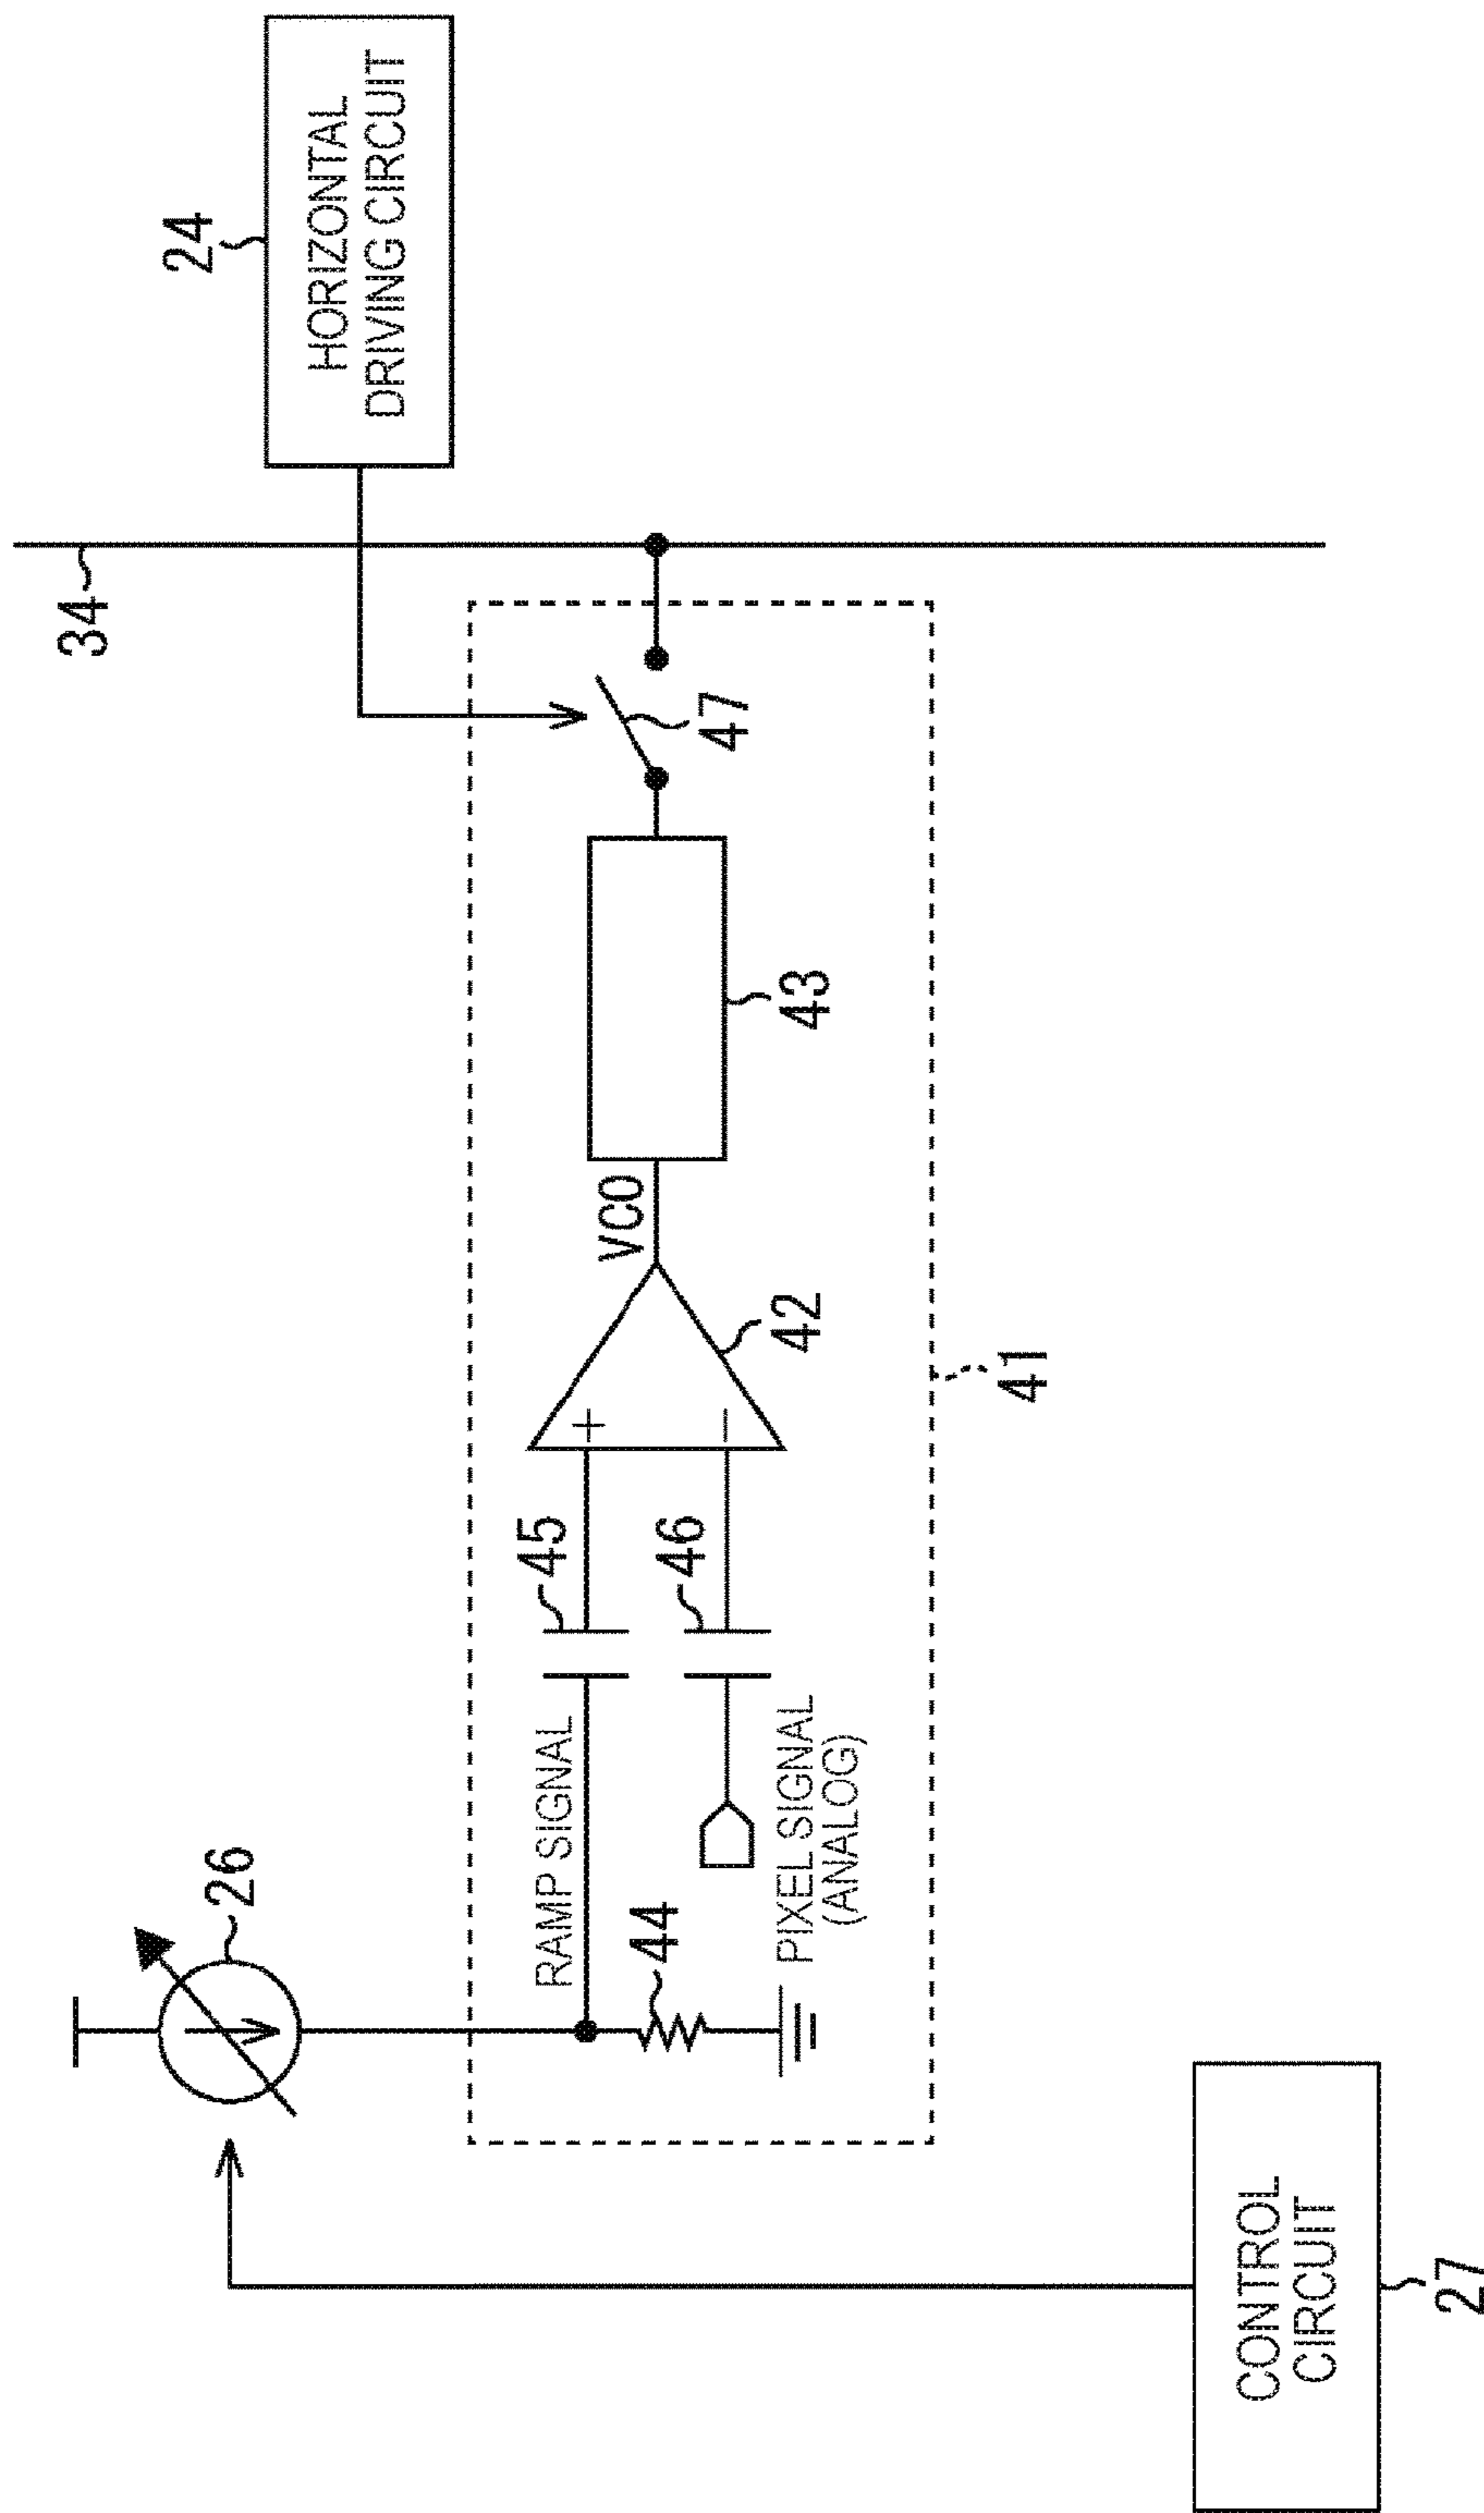 26
34
24
HORIZONTAL
DRIVING CIRCUIT
RAMP SIGNAL
45
VCO
44
46
47
PIXEL SIGNAL
(ANALOG)
42
43
41
CONTROL
CIRCUIT
27